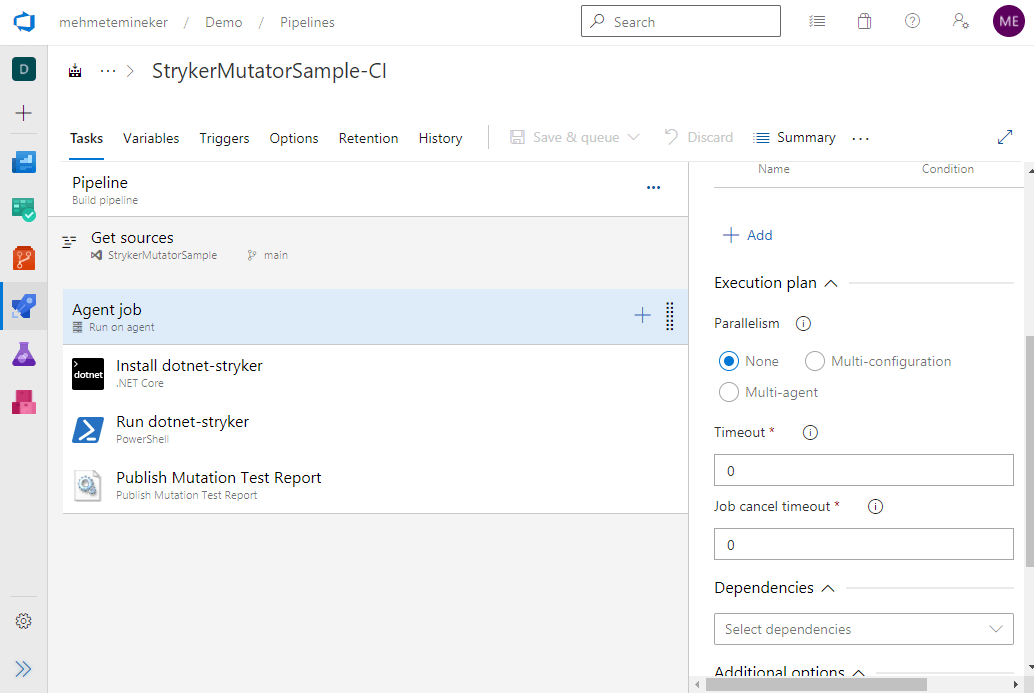 mehmetemineker / Demo / Pipelines
Search
ME
D
··· > StrykerMutatorSample-CI
Tasks Variables Triggers Options Retention History
Save & queue Discard Summary ...
Pipeline
Build pipeline
...
Get sources
StrykerMutatorSample main
Agent job
Run on agent
dotnet
Install dotnet-stryker
.NET Core
Run dotnet-stryker
PowerShell
Publish Mutation Test Report
Publish Mutation Test Report
Name Condition
+ Add
Execution plan
Parallelism
None Multi-configuration
Multi-agent
Timeout *
0
Job cancel timeout *
0
Dependencies
Select dependencies
Additional options